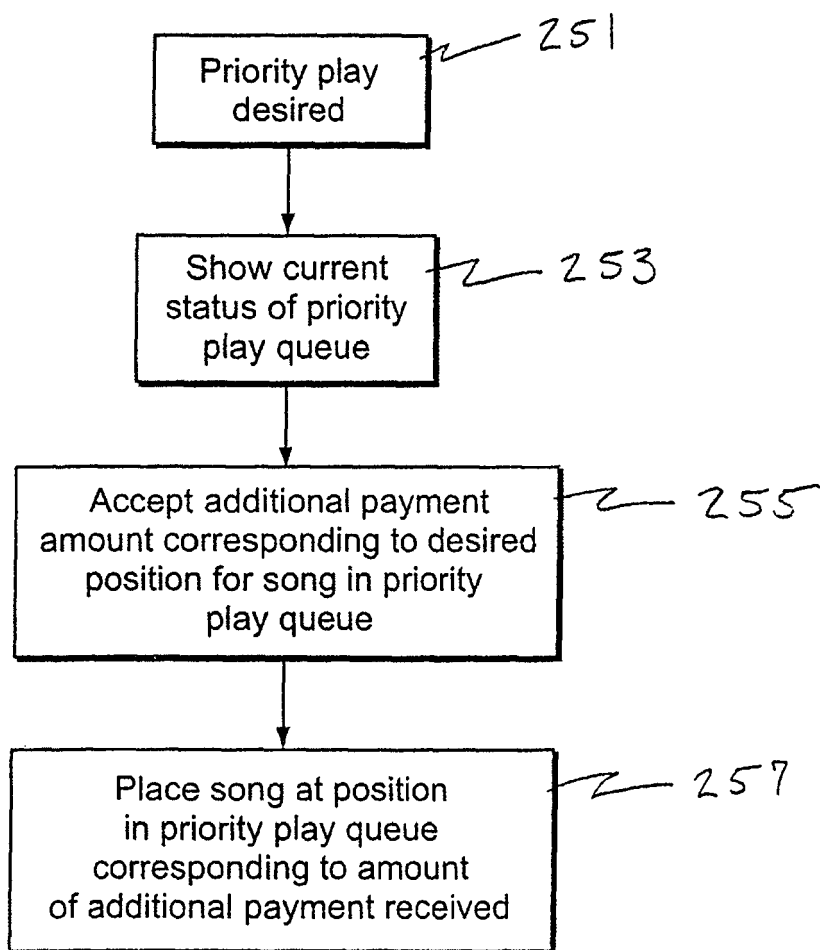 251
Priority play
desired
253
Show current
status of priority
play queue
255
Accept additional payment
amount corresponding to desired
position for song in priority
play queue
257
Place song at position
in priority play queue
corresponding to amount
of additional payment received